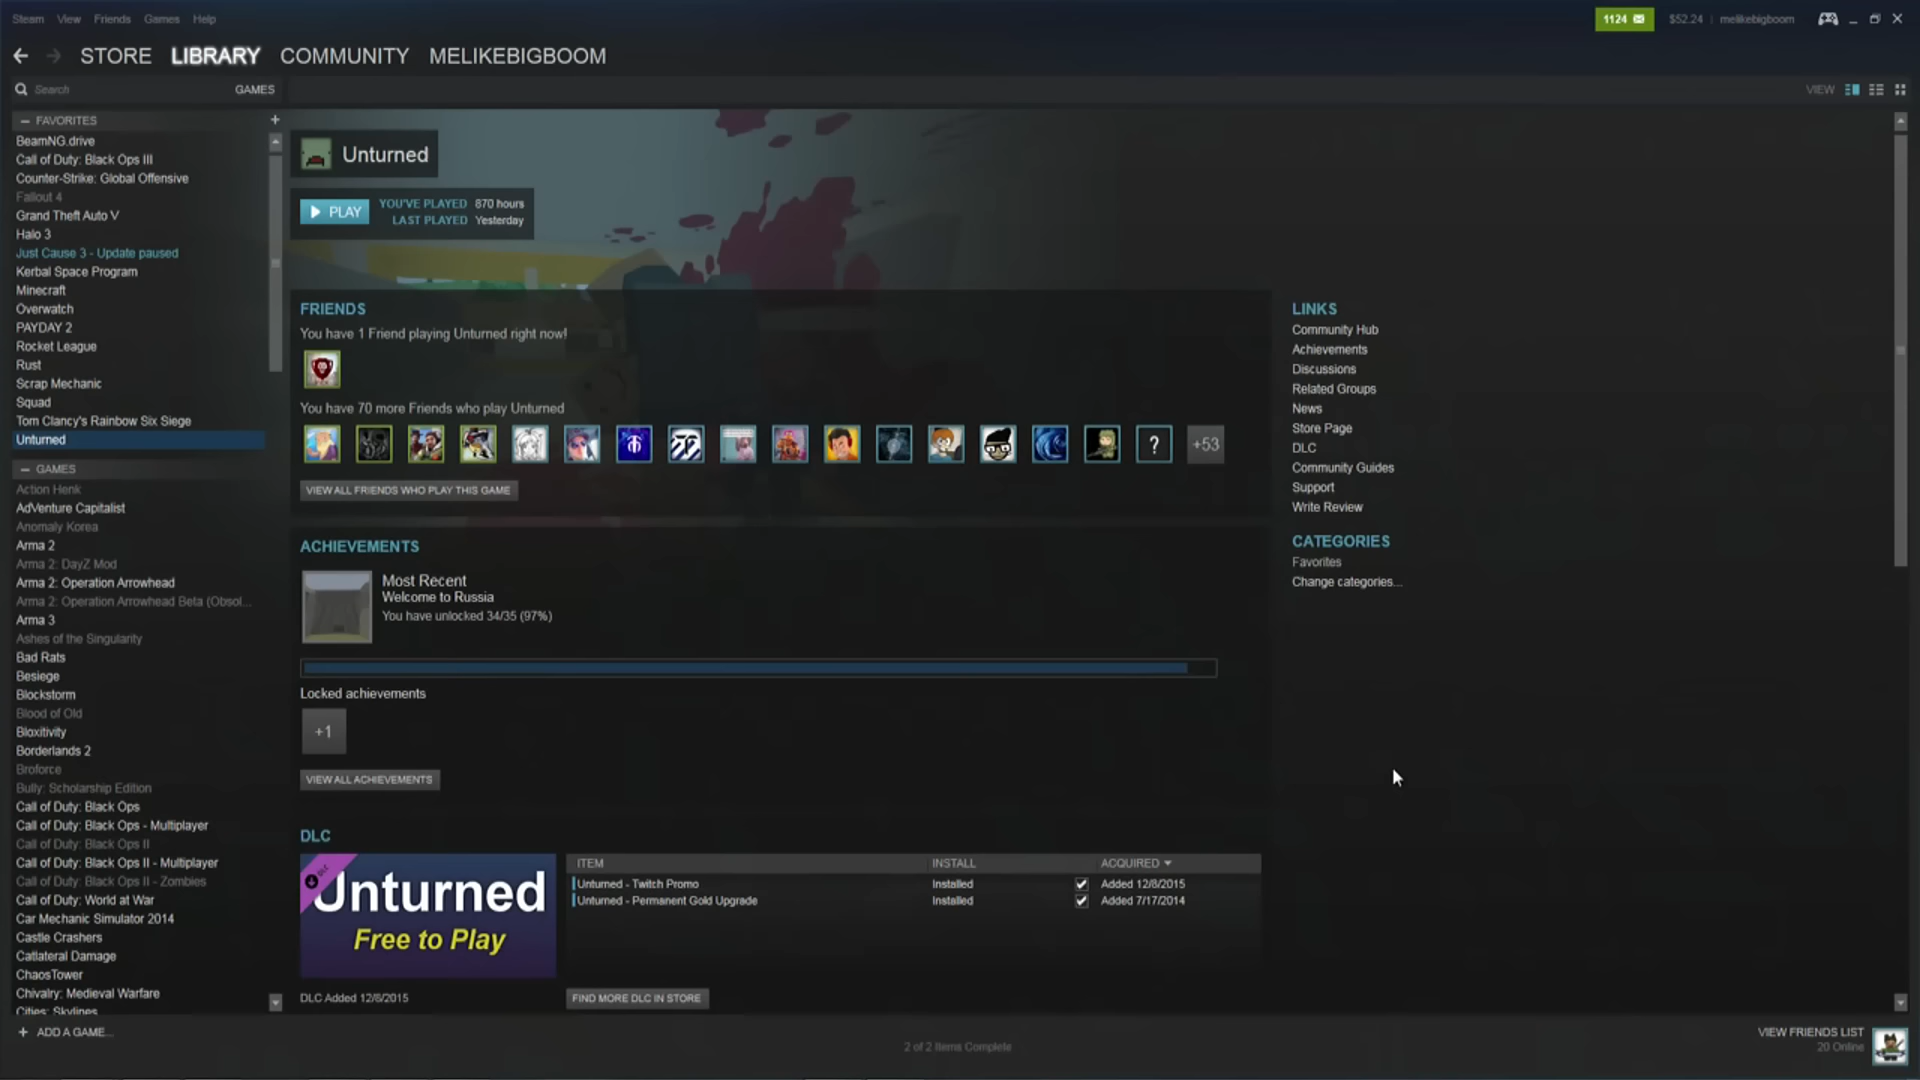 Steam View Friends Games Help
1124 $52.24 | melikebigboom
STORE LIBRARY COMMUNITY MELIKEBIGBOOM
Search GAMES
VIEW
FAVORITES +
BeamNG.drive
Call of Duty: Black Ops III
Counter-Strike: Global Offensive
Fallout 4
Grand Theft Auto V
Halo 3
Just Cause 3 - Update paused
Kerbal Space Program
Minecraft
Overwatch
PAYDAY 2
Rocket League
Rust
Scrap Mechanic
Squad
Tom Clancy's Rainbow Six Siege
Unturned
GAMES
Action Henk
AdVenture Capitalist
Anomaly Korea
Arma 2
Arma 2: DayZ Mod
Arma 2: Operation Arrowhead
Arma 2: Operation Arrowhead Beta (Obsol...
Arma 3
Ashes of the Singularity
Bad Rats
Besiege
Blockstorm
Blood of Old
Bloxitivity
Borderlands 2
Broforce
Bully: Scholarship Edition
Call of Duty: Black Ops
Call of Duty: Black Ops - Multiplayer
Call of Duty: Black Ops II
Call of Duty: Black Ops II - Multiplayer
Call of Duty: Black Ops II - Zombies
Call of Duty: World at War
Car Mechanic Simulator 2014
Castle Crashers
Catlateral Damage
ChaosTower
Chivalry: Medieval Warfare
Cities: Skylines
+ ADD A GAME...
Unturned
PLAY
YOU'VE PLAYED 870 hours
LAST PLAYED Yesterday
FRIENDS
You have 1 Friend playing Unturned right now!
You have 70 more Friends who play Unturned
? +53
VIEW ALL FRIENDS WHO PLAY THIS GAME
ACHIEVEMENTS
Most Recent
Welcome to Russia
You have unlocked 34/35 (97%)
Locked achievements
+1
VIEW ALL ACHIEVEMENTS
DLC
DLC
Unturned
Free to Play
DLC Added 12/8/2015
ITEM INSTALL ACQUIRED
Unturned - Twitch Promo Installed Added 12/8/2015
Unturned - Permanent Gold Upgrade Installed Added 7/17/2014
FIND MORE DLC IN STORE
LINKS
Community Hub
Achievements
Discussions
Related Groups
News
Store Page
DLC
Community Guides
Support
Write Review
CATEGORIES
Favorites
Change categories...
2 of 2 Items Complete
VIEW FRIENDS LIST
20 Online